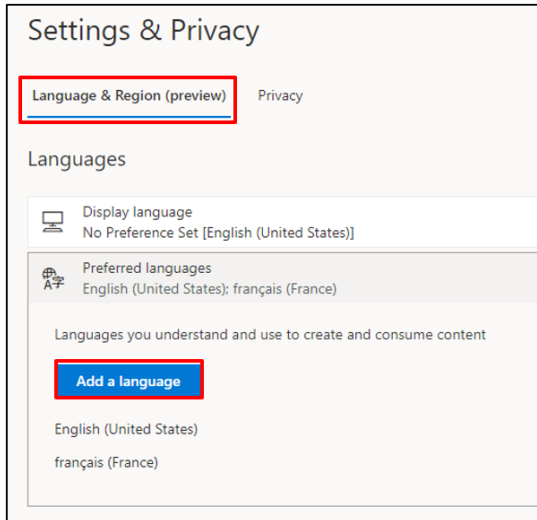 Settings & Privacy
Language & Region (preview)
Privacy
Languages
Display language
No Preference Set [English (United States)]
Preferred languages
English (United States); français (France)
Languages you understand and use to create and consume content
Add a language
English (United States)
français (France)